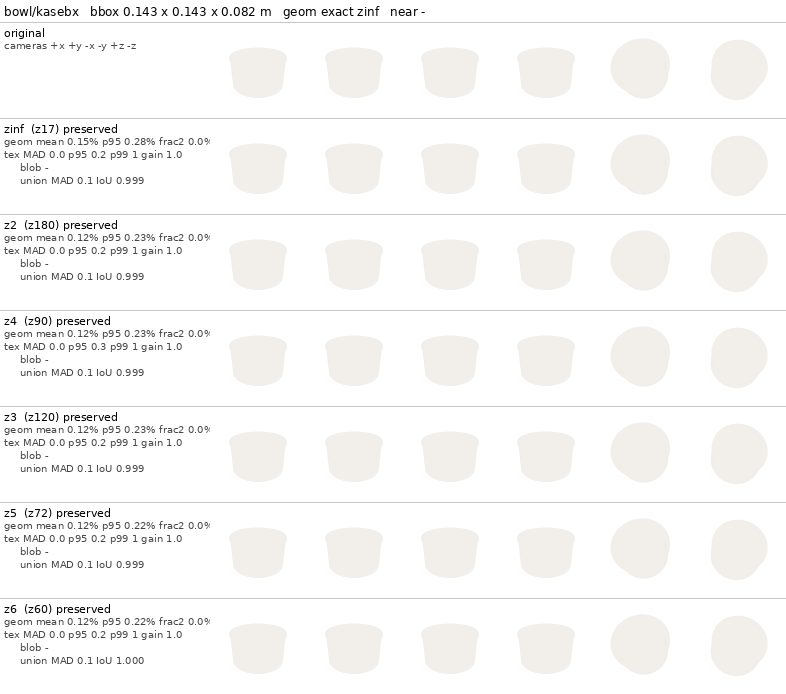 bowl/kasebx   bbox 0.143 x 0.143 x 0.082 m   geom exact zinf   near -
original
cameras +x +y -x -y +z -z
zinf  (z17) preserved
geom mean 0.15% p95 0.28% frac2 0.0%
tex MAD 0.0 p95 0.2 p99 1 gain 1.0
blob -
union MAD 0.1 IoU 0.999
z2  (z180) preserved
geom mean 0.12% p95 0.23% frac2 0.0%
tex MAD 0.0 p95 0.2 p99 1 gain 1.0
blob -
union MAD 0.1 IoU 0.999
z4  (z90) preserved
geom mean 0.12% p95 0.23% frac2 0.0%
tex MAD 0.0 p95 0.3 p99 1 gain 1.0
blob -
union MAD 0.1 IoU 0.999
z3  (z120) preserved
geom mean 0.12% p95 0.23% frac2 0.0%
tex MAD 0.0 p95 0.2 p99 1 gain 1.0
blob -
union MAD 0.1 IoU 0.999
z5  (z72) preserved
geom mean 0.12% p95 0.22% frac2 0.0%
tex MAD 0.0 p95 0.2 p99 1 gain 1.0
blob -
union MAD 0.1 IoU 0.999
z6  (z60) preserved
geom mean 0.12% p95 0.22% frac2 0.0%
tex MAD 0.0 p95 0.2 p99 1 gain 1.0
blob -
union MAD 0.1 IoU 1.000